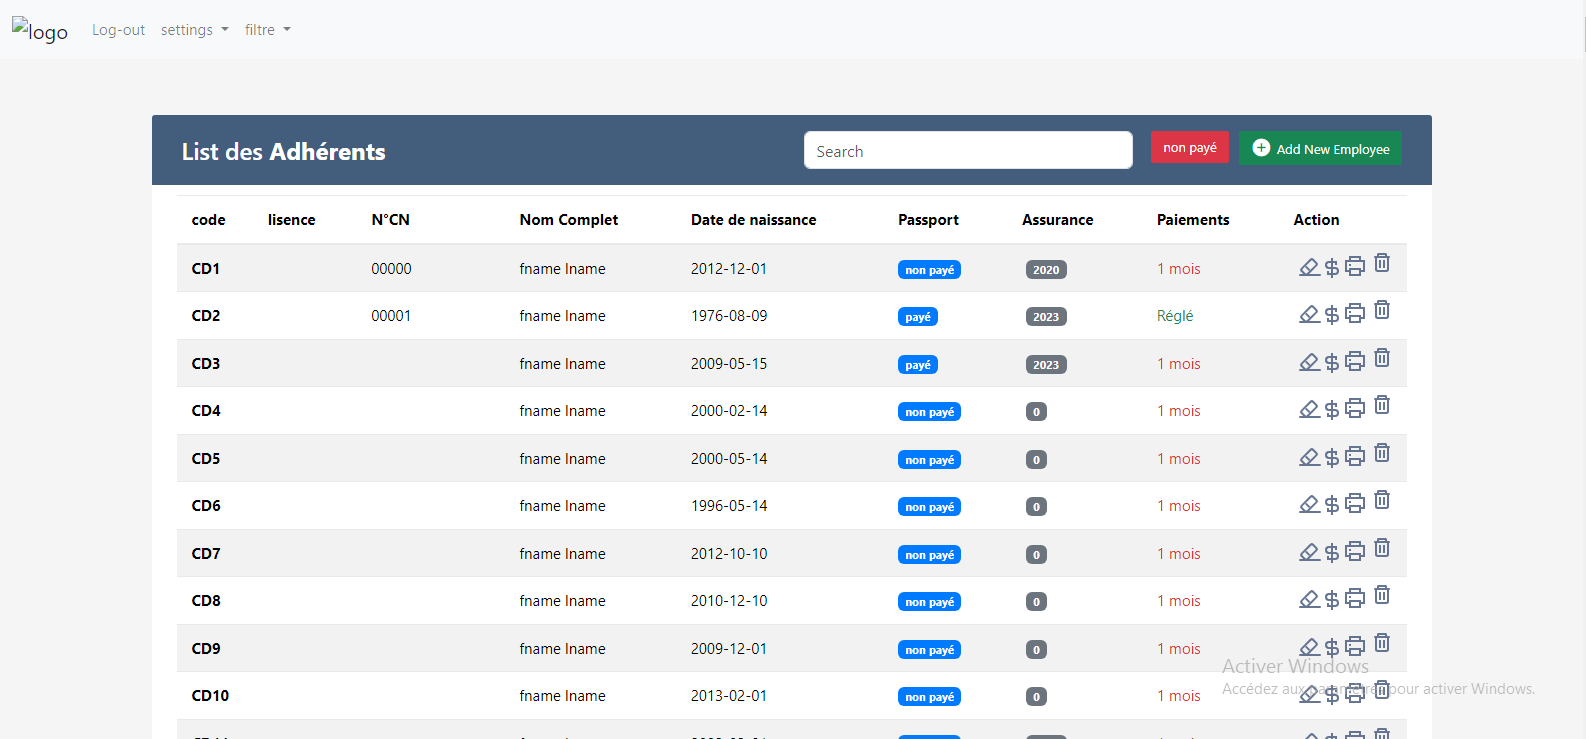 logo Log-out settings filtre
List des Adhérents Search non payé Add New Employee
code lisence N°CN Nom Complet Date de naissance Passport Assurance Paiements Action
CD1 00000 fname lname 2012-12-01 non payé 2020 1 mois
CD2 00001 fname lname 1976-08-09 payé 2023 Réglé
CD3 fname lname 2009-05-15 payé 2023 1 mois
CD4 fname lname 2000-02-14 non payé 0 1 mois
CD5 fname lname 2000-05-14 non payé 0 1 mois
CD6 fname lname 1996-05-14 non payé 0 1 mois
CD7 fname lname 2012-10-10 non payé 0 1 mois
CD8 fname lname 2010-12-10 non payé 0 1 mois
CD9 fname lname 2009-12-01 non payé 0 1 mois
Activer Windows
Accédez aux paramètres pour activer Windows.
CD10 fname lname 2013-02-01 non payé 0 1 mois